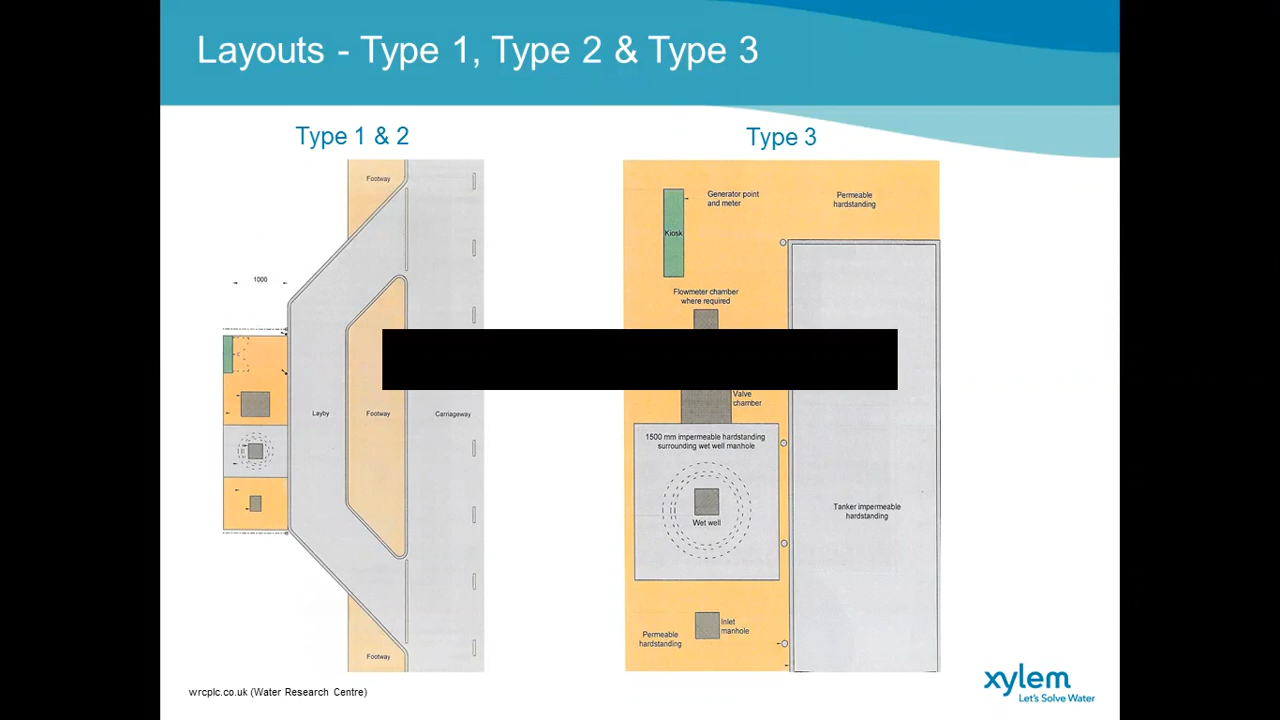 Layouts - Type 1, Type 2 & Type 3
Type 1 & 2
Footway
1000
Layby
Footway
Carriageway
Footway
Type 3
Generator point
and meter
Permeable
hardstanding
Kiosk
Flowmeter chamber
where required
Valve
chamber
1500 mm impermeable hardstanding
surrounding wet well manhole
Wet well
Tanker impermeable
hardstanding
Inlet
manhole
Permeable
hardstanding
wrcplc.co.uk (Water Research Centre)
xylem
Let's Solve Water